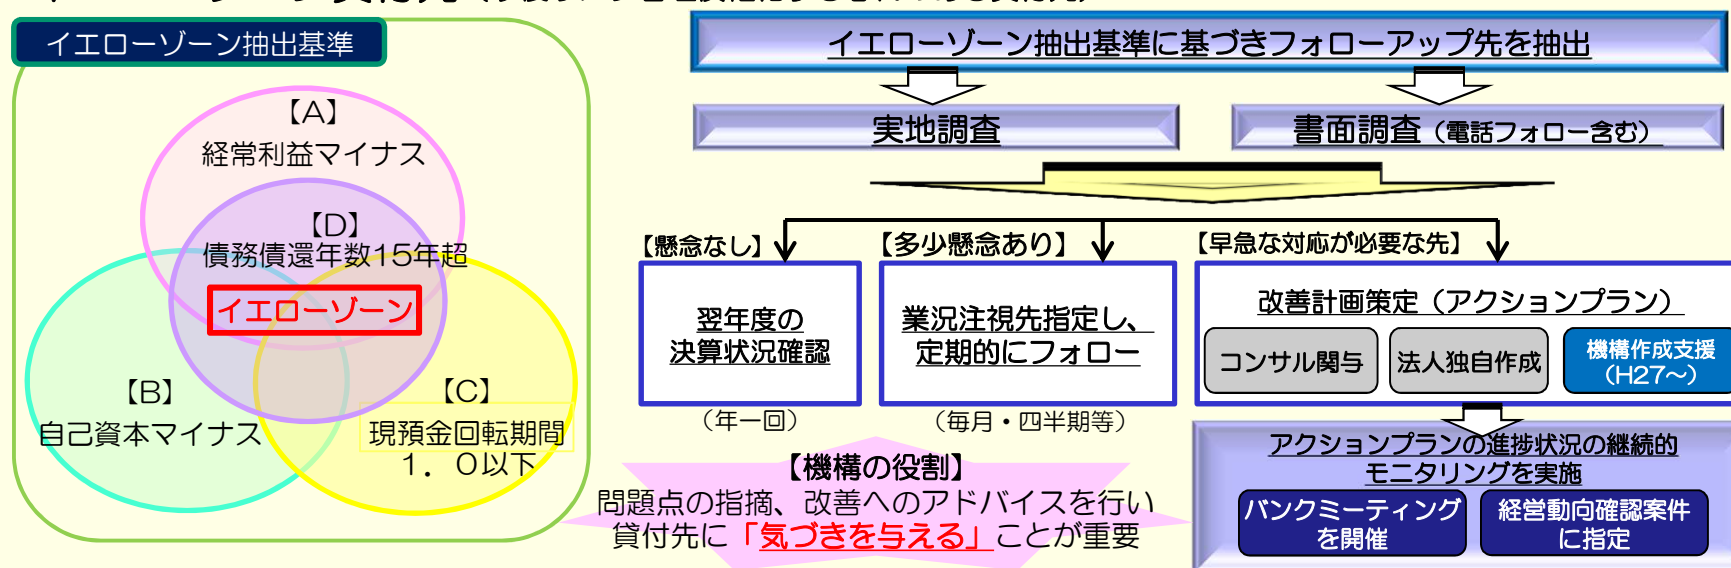 イエローゾーン抽出基準
【A】
経常利益マイナス
【D】
債務償還年数15年超
イエローゾーン
【B】
自己資本マイナス
【C】
現預金回転期間
1.0以下
イエローゾーン抽出基準に基づきフォローアップ先を抽出
実地調査
書面調査（電話フォロー含む）
【懸念なし】
翌年度の
決算状況確認
（年一回）
【多少懸念あり】
業況注視先指定し、
定期的にフォロー
（毎月・四半期等）
【早急な対応が必要な先】
改善計画策定（アクションプラン）
コンサル関与
法人独自作成
機構作成支援
（H27〜）
アクションプランの進捗状況の継続的
モニタリングを実施
バンクミーティング
を開催
経営動向確認案件
に指定
【機構の役割】
問題点の指摘、改善へのアドバイスを行い
貸付先に「気づきを与える」ことが重要